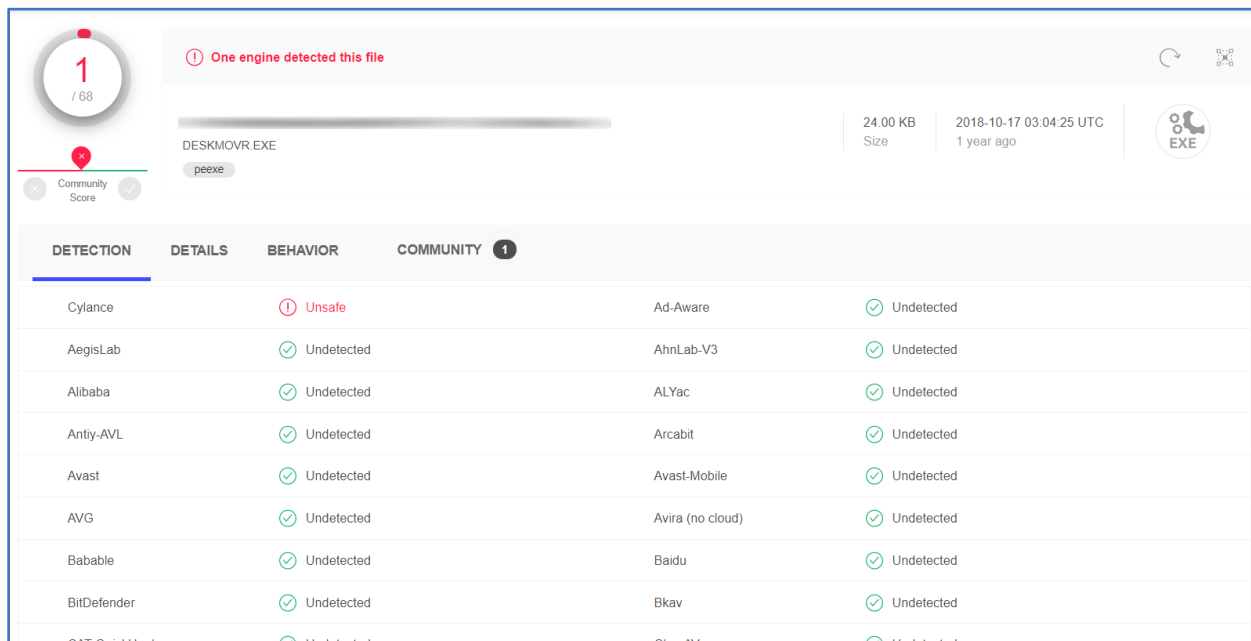 1
/ 68
One engine detected this file
DESKMOVR.EXE
peexe
24.00 KB
Size
2018-10-17 03:04:25 UTC
1 year ago
EXE
Community
Score
DETECTION DETAILS BEHAVIOR COMMUNITY 1
Cylance Unsafe Ad-Aware Undetected
AegisLab Undetected AhnLab-V3 Undetected
Alibaba Undetected ALYac Undetected
Antiy-AVL Undetected Arcabit Undetected
Avast Undetected Avast-Mobile Undetected
AVG Undetected Avira (no cloud) Undetected
Babable Undetected Baidu Undetected
BitDefender Undetected Bkav Undetected